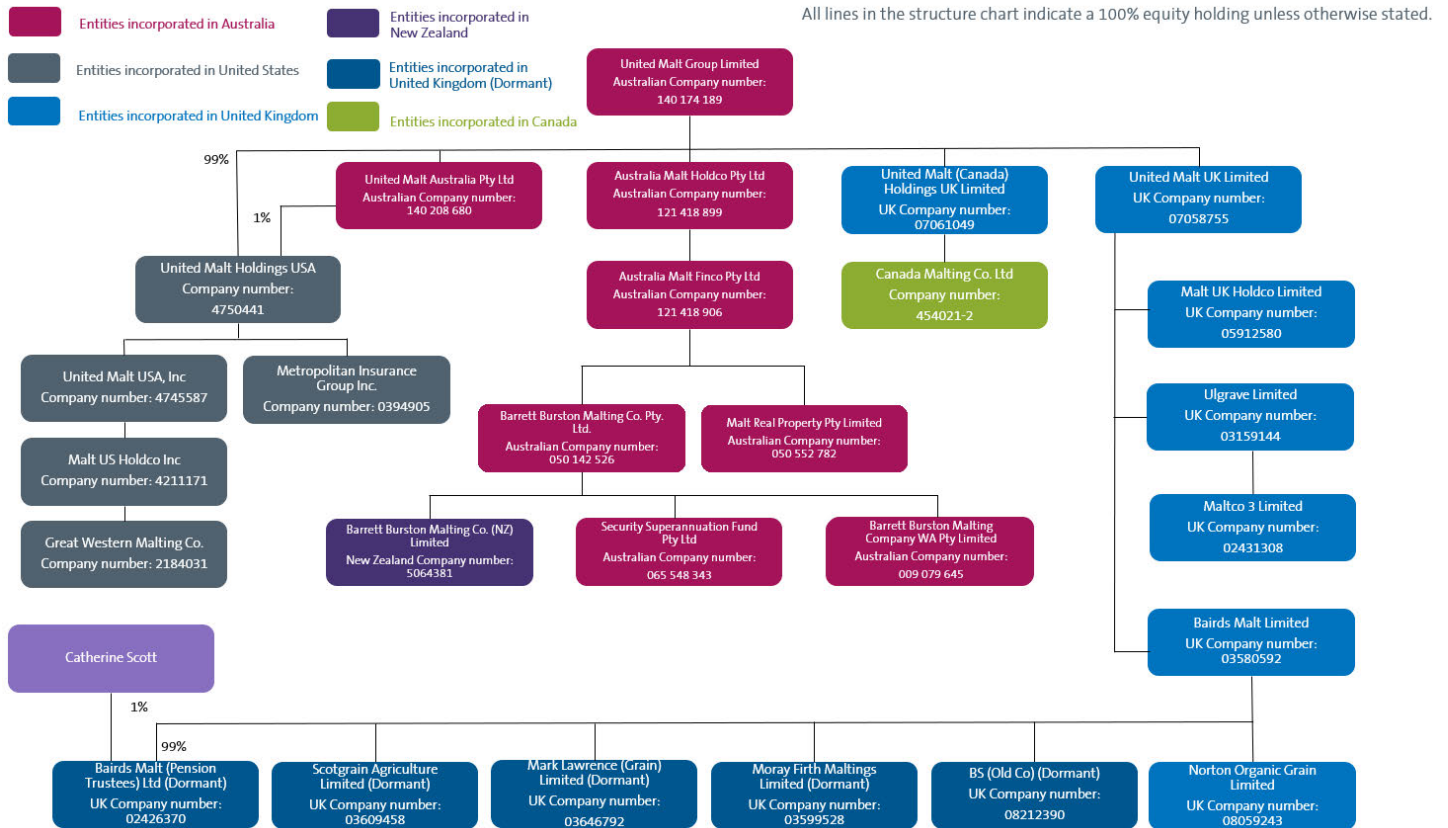 Entities incorporated in Australia
Entities incorporated in
New Zealand
All lines in the structure chart indicate a 100% equity holding unless otherwise stated.
Entities incorporated in United States
Entities incorporated in
United Kingdom (Dormant)
Entities incorporated in United Kingdom
Entities incorporated in Canada
United Malt Group Limited
Australian Company number:
140 174 189
99%
United Malt Australia Pty Ltd
Australian Company number:
140 208 680
1%
Australia Malt Holdco Pty Ltd
Australian Company number:
121 418 899
United Malt (Canada)
Holdings UK Limited
UK Company number:
07061049
United Malt UK Limited
UK Company number:
07058755
United Malt Holdings USA
Company number:
4750441
Australia Malt Finco Pty Ltd
Australian Company number:
121 418 906
Canada Malting Co. Ltd
Company number:
454021-2
Malt UK Holdco Limited
UK Company number:
05912580
United Malt USA, Inc
Company number: 4745587
Metropolitan Insurance
Group Inc.
Company number: 0394905
Barrett Burston Malting Co. Pty.
Ltd.
Australian Company number:
050 142 526
Malt Real Property Pty Limited
Australian Company number:
050 552 782
Ulgrave Limited
UK Company number:
03159144
Malt US Holdco Inc
Company number: 4211171
Great Western Malting Co.
Company number: 2184031
Barrett Burston Malting Co. (NZ)
Limited
New Zealand Company number:
5064381
Security Superannuation Fund
Pty Ltd
Australian Company number:
065 548 343
Barrett Burston Malting
Company WA Pty Limited
Australian Company number:
009 079 645
Maltco 3 Limited
UK Company number:
02431308
Catherine Scott
Bairds Malt Limited
UK Company number:
03580592
1%
99%
Bairds Malt (Pension
Trustees) Ltd (Dormant)
UK Company number:
02426370
Scotgrain Agriculture
Limited (Dormant)
UK Company number:
03609458
Mark Lawrence (Grain)
Limited (Dormant)
UK Company number:
03646792
Moray Firth Maltings
Limited (Dormant)
UK Company number:
03599528
BS (Old Co) (Dormant)
UK Company number:
08212390
Norton Organic Grain
Limited
UK Company number:
08059243